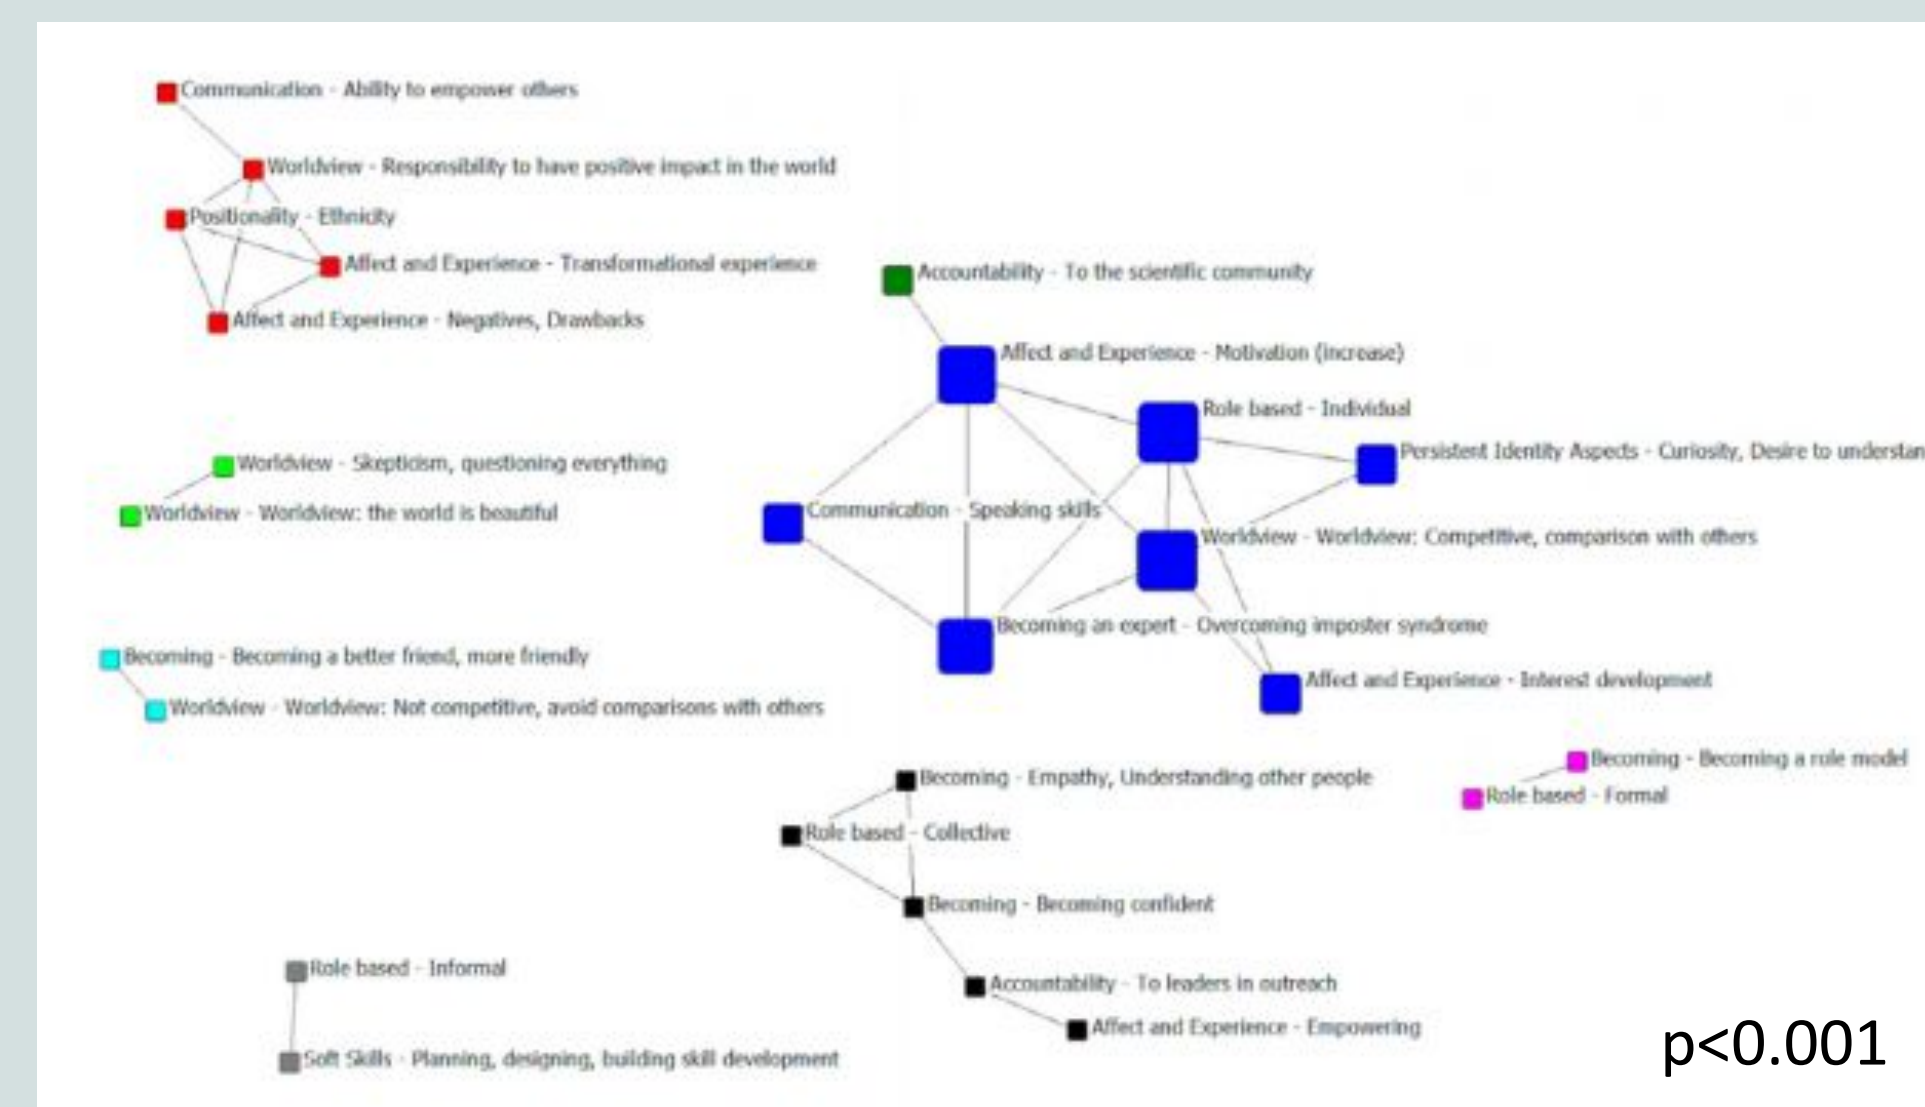 Communication - Ability to empower others
Worldview - Responsibility to have positive impact in the world
Positionality - Ethnicity
Affect and Experience - Transformational experience
Affect and Experience - Negatives, Drawbacks
Accountability - To the scientific community
Affect and Experience - Motivation (increase)
Role based - Individual
Persistent Identity Aspects - Curiosity, Desire to understan
Worldview - Skepticism, questioning everything
Worldview - Worldview: the world is beautiful
Communication - Speaking skills
Worldview - Worldview: Competitive, comparison with others
Becoming an expert - Overcoming imposter syndrome
Affect and Experience - Interest development
Becoming - Becoming a better friend, more friendly
Worldview - Worldview: Not competitive, avoid comparisons with others
Becoming - Becoming a role model
Role based - Formal
Becoming - Empathy, Understanding other people
Role based - Collective
Becoming - Becoming confident
Accountability - To leaders in outreach
Affect and Experience - Empowering
Role based - Informal
Soft Skills - Planning, designing, building skill development
p<0.001